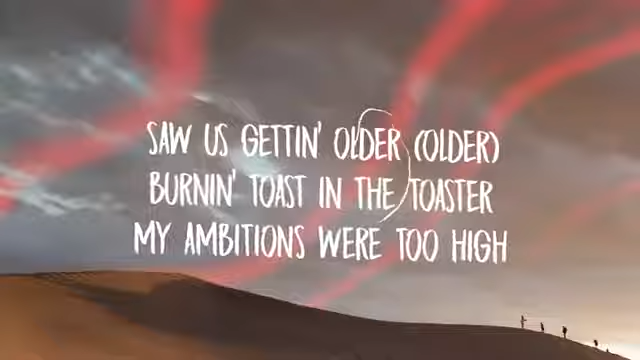 SAW US GETTIN' OLDER (OLDER)
BURNIN' TOAST IN THE TOASTER
MY AMBITIONS WERE TOO HIGH